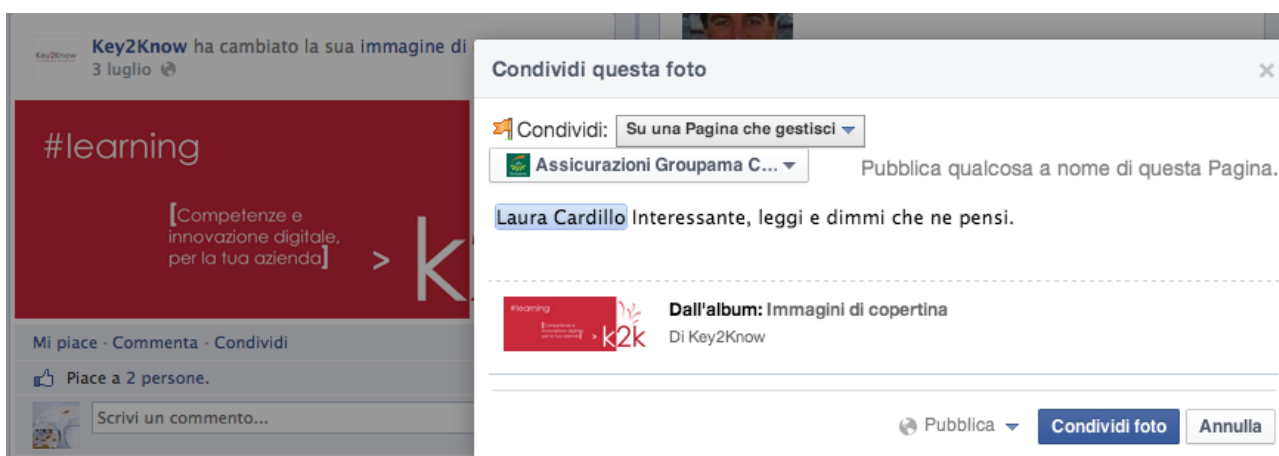 Key2Know
Key2Know ha cambiato la sua immagine di
3 luglio
#learning
[Competenze e
innovazione digitale,
per la tua azienda]
> k2
Mi piace · Commenta · Condividi
Piace a 2 persone.
Scrivi un commento...
Condividi questa foto
Condividi: Su una Pagina che gestisci
Assicurazioni Groupama C... Pubblica qualcosa a nome di questa Pagina.
Laura Cardillo Interessante, leggi e dimmi che ne pensi.
#learning
> k2k
Dall'album: Immagini di copertina
Di Key2Know
Pubblica Condividi foto Annulla